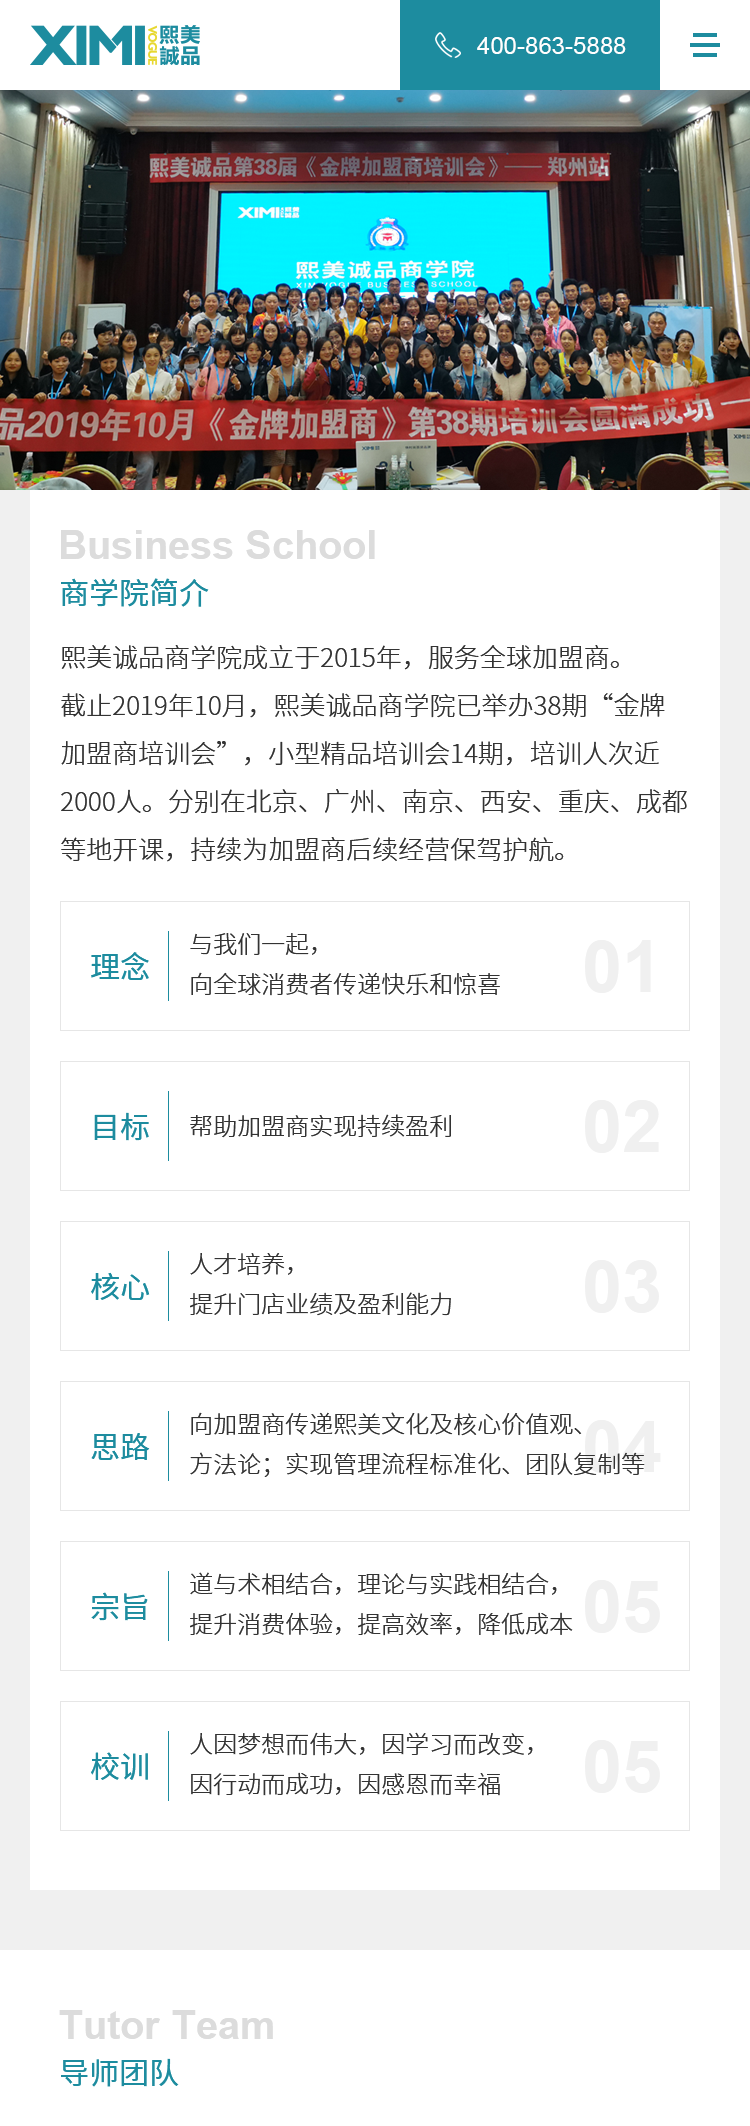 XIMI VOGUE 熙美誠品
400-863-5888
熙美诚品第38届《金牌加盟商培训会》—— 郑州站
XIMI
熙美诚品商学院
XIMI VOGUE BUSINESS SCHOOL
品2019年10月《金牌加盟商》第38期培训会圆满成功
Business School
商学院简介
熙美诚品商学院成立于2015年，服务全球加盟商。
截止2019年10月，熙美诚品商学院已举办38期“金牌
加盟商培训会”，小型精品培训会14期，培训人次近
2000人。分别在北京、广州、南京、西安、重庆、成都
等地开课，持续为加盟商后续经营保驾护航。
理念
与我们一起，
向全球消费者传递快乐和惊喜
01
目标
帮助加盟商实现持续盈利
02
核心
人才培养，
提升门店业绩及盈利能力
03
思路
向加盟商传递熙美文化及核心价值观、
方法论；实现管理流程标准化、团队复制等
04
宗旨
道与术相结合，理论与实践相结合，
提升消费体验，提高效率，降低成本
05
校训
人因梦想而伟大，因学习而改变，
因行动而成功，因感恩而幸福
05
Tutor Team
导师团队